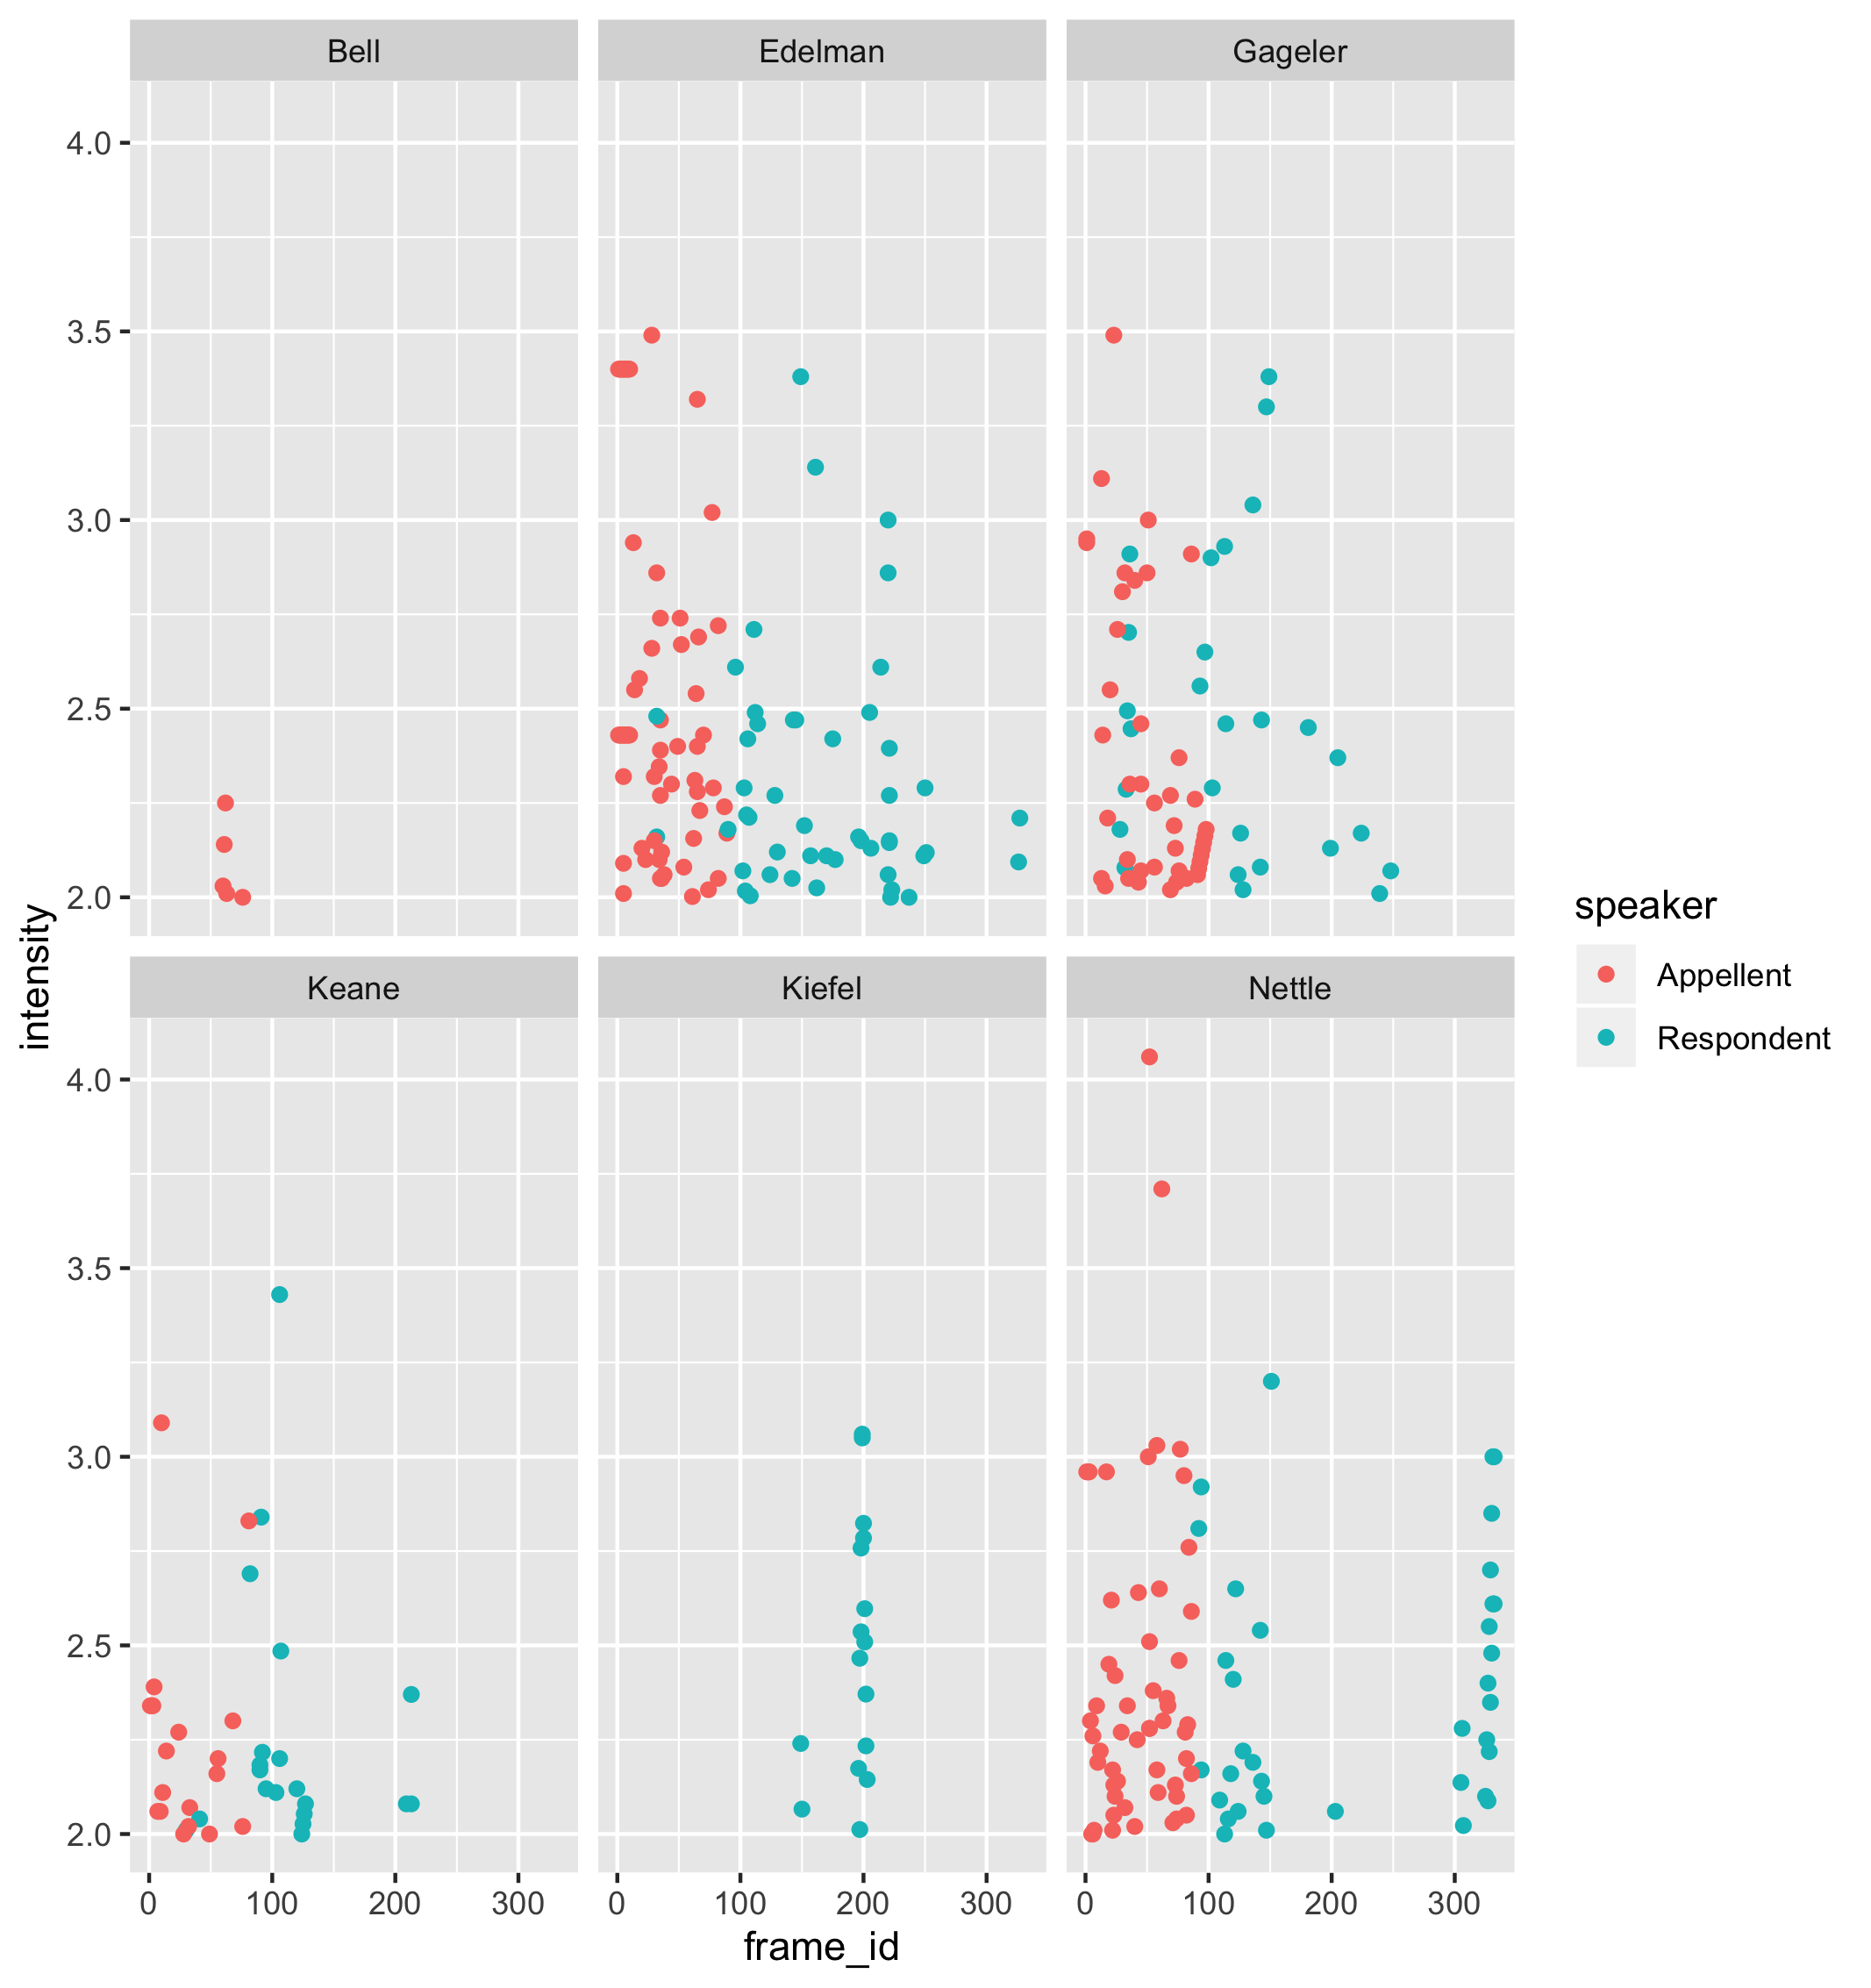 Bell
Edelman
Gageler
4.0
3.5
3.0
2.5
2.0
Keane
Kiefel
Nettle
4.0
3.5
3.0
2.5
2.0
0 100 200 300
0 100 200 300
0 100 200 300
frame_id
intensity
speaker
Appellent
Respondent